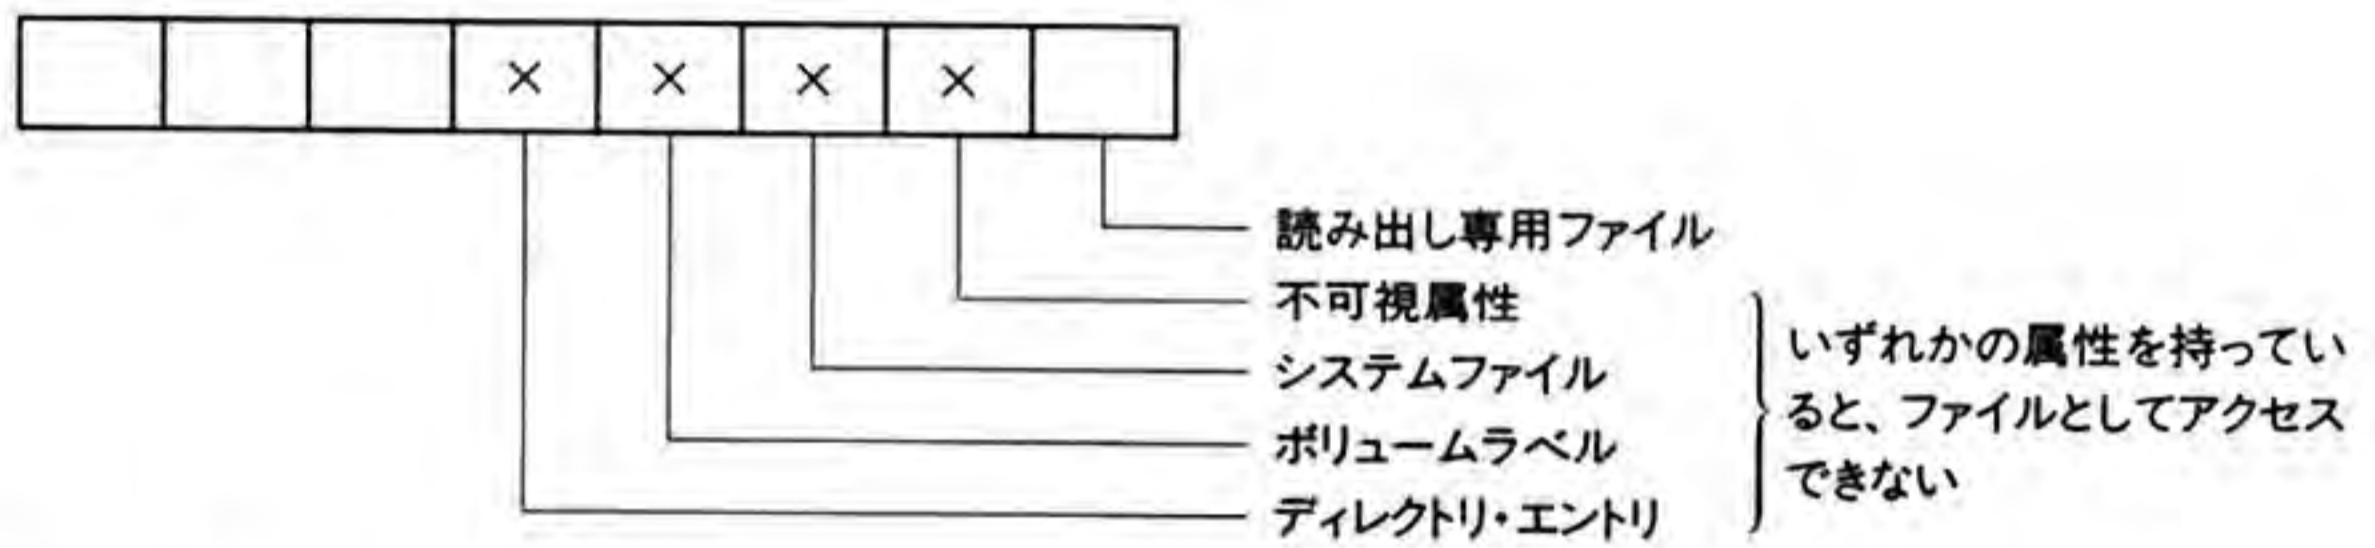 × × × ×
読み出し専用ファイル
不可視属性
システムファイル
ボリュームラベル
ディレクトリ・エントリ
いずれかの属性を持ってい
ると、ファイルとしてアクセス
できない